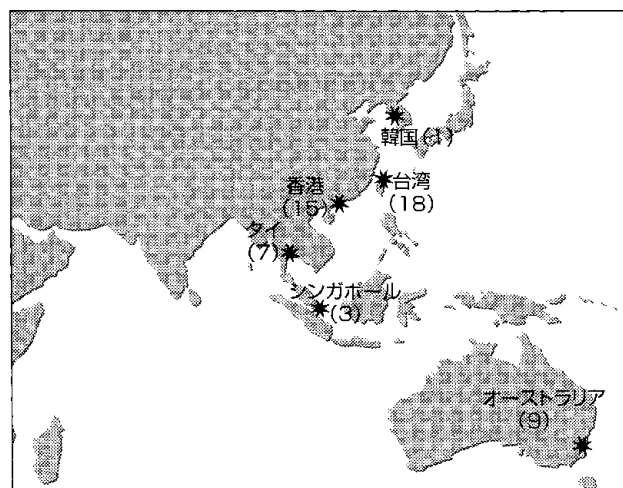 韓国(1)
台湾
(18)
香港
(15)
タイ
(7)
シンガポール
(3)
オーストラリア
(9)